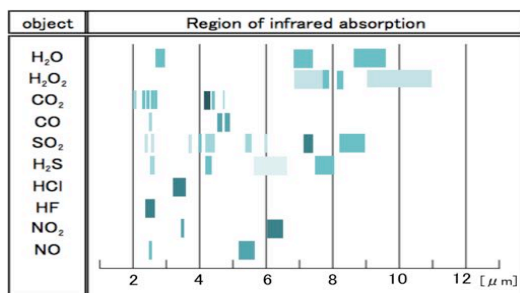 object Region of infrared absorption
H₂O
H₂O₂
CO₂
CO
SO₂
H₂S
HCl
HF
NO₂
NO
2 4 6 8 10 12 [μm]